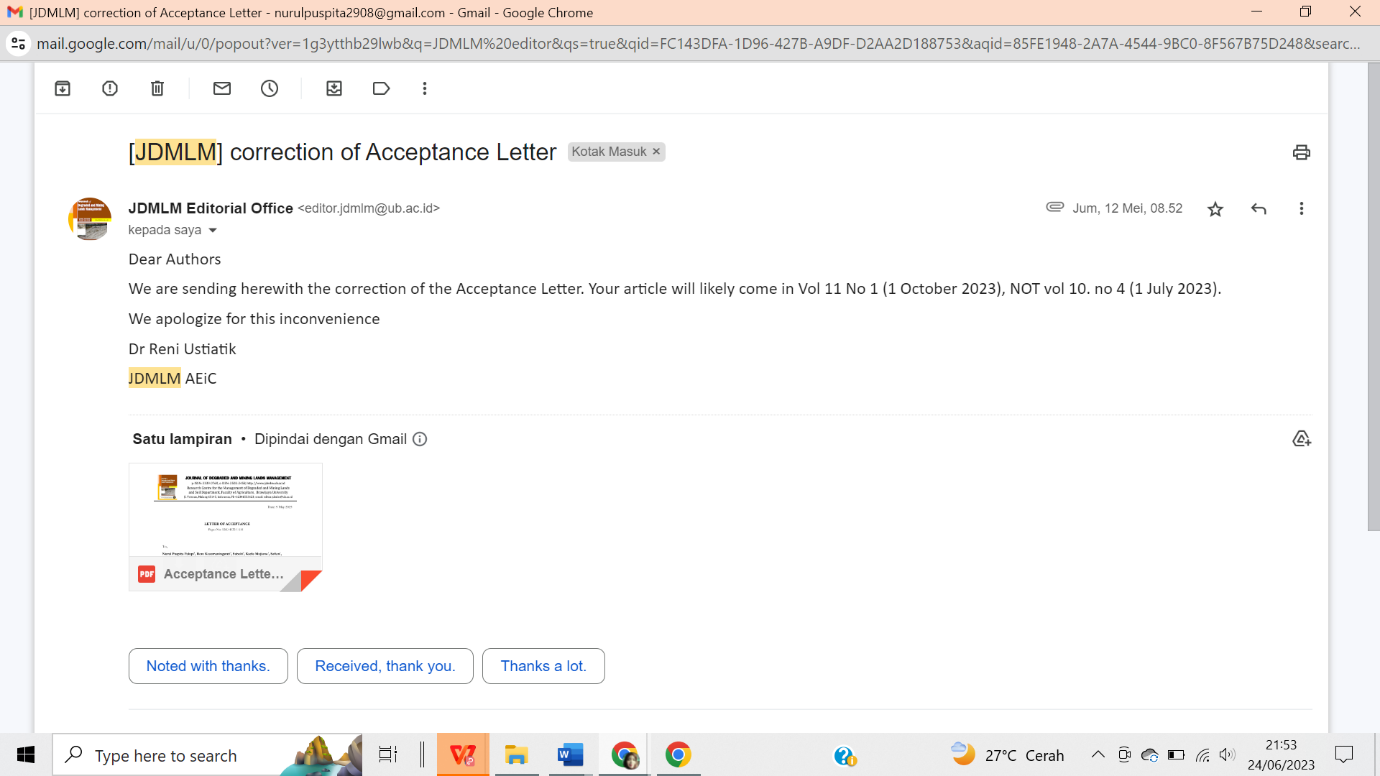 [JDMLM] correction of Acceptance Letter - nurulpuspita2908@gmail.com - Gmail - Google Chrome
mail.google.com/mail/u/0/popout?ver=1g3ytthb29lwb&q=JDMLM%20editor&qs=true&qid=FC143DFA-1D96-427B-A9DF-D2AA2D188753&aqid=85FE1948-2A7A-4544-9BC0-8F567B75D248&searc...
[JDMLM] correction of Acceptance Letter Kotak Masuk ×
JDMLM Editorial Office <editor.jdmlm@ub.ac.id> Jum, 12 Mei, 08.52
kepada saya
Dear Authors
We are sending herewith the correction of the Acceptance Letter. Your article will likely come in Vol 11 No 1 (1 October 2023), NOT vol 10. no 4 (1 July 2023).
We apologize for this inconvenience
Dr Reni Ustiatik
JDMLM AEiC
Satu lampiran • Dipindai dengan Gmail
JOURNAL OF DEGRADED AND MINING LANDS MANAGEMENT
LETTER OF ACCEPTANCE
PDF Acceptance Lette...
Noted with thanks. Received, thank you. Thanks a lot.
Type here to search
27°C Cerah
21:53
24/06/2023